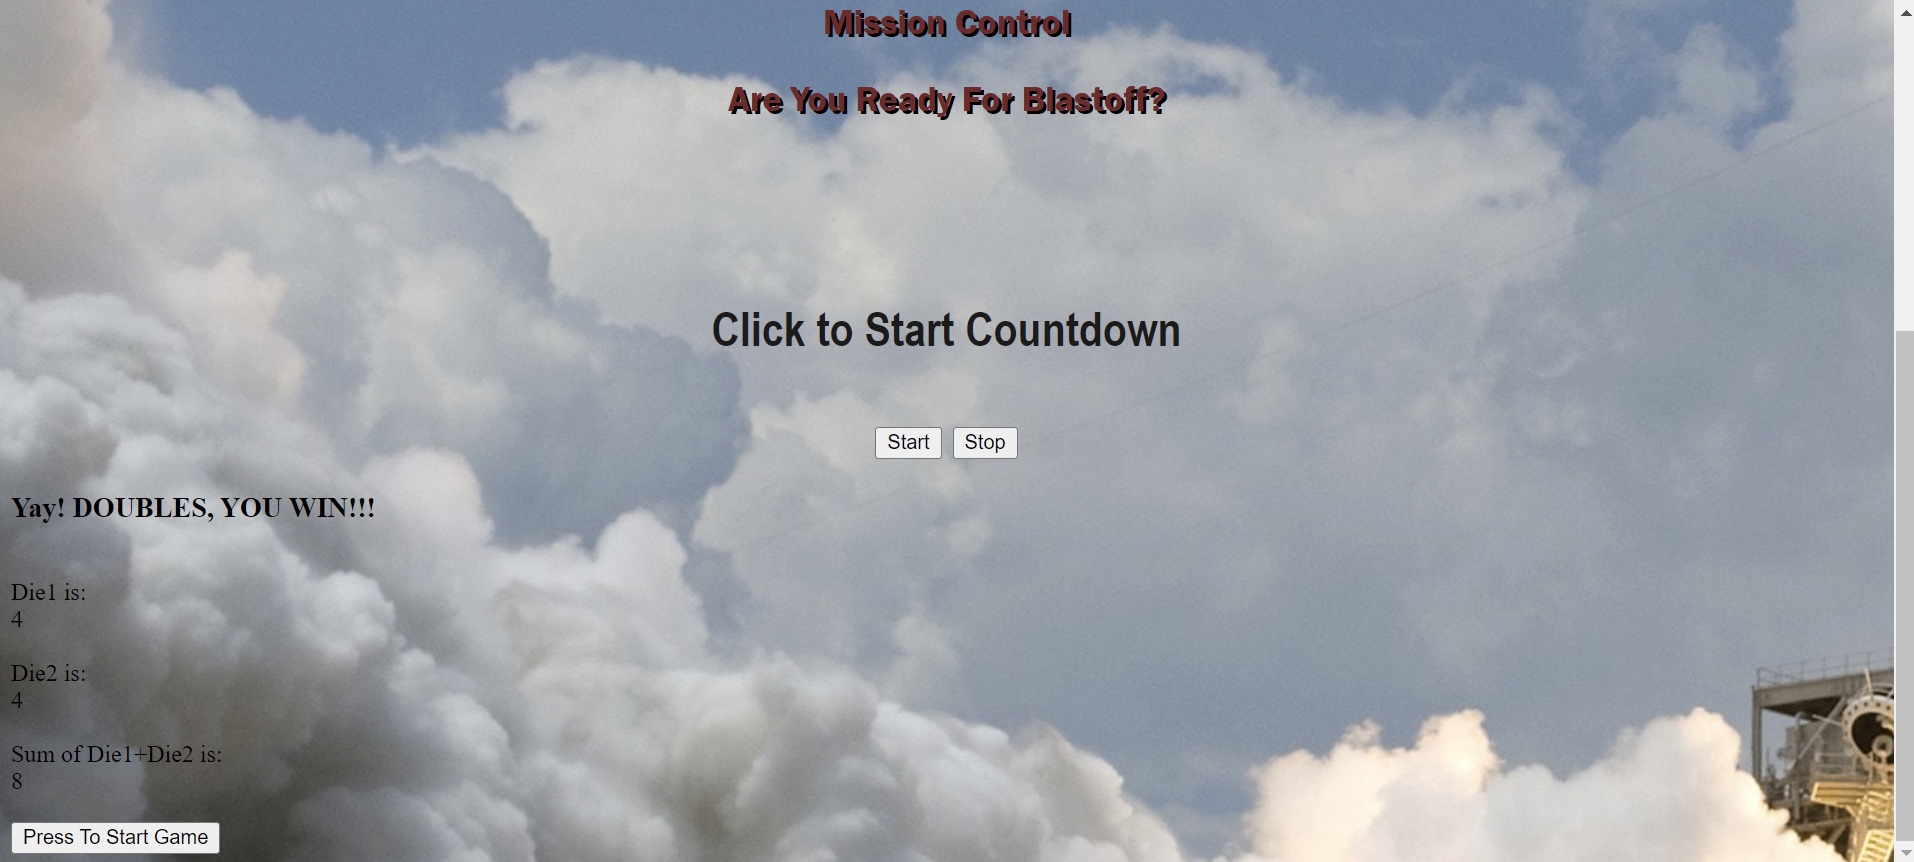 Mission Control
Are You Ready For Blastoff?
Click to Start Countdown
Start Stop
Yay! DOUBLES, YOU WIN!!!
Die1 is:
4
Die2 is:
4
Sum of Die1+Die2 is:
8
Press To Start Game